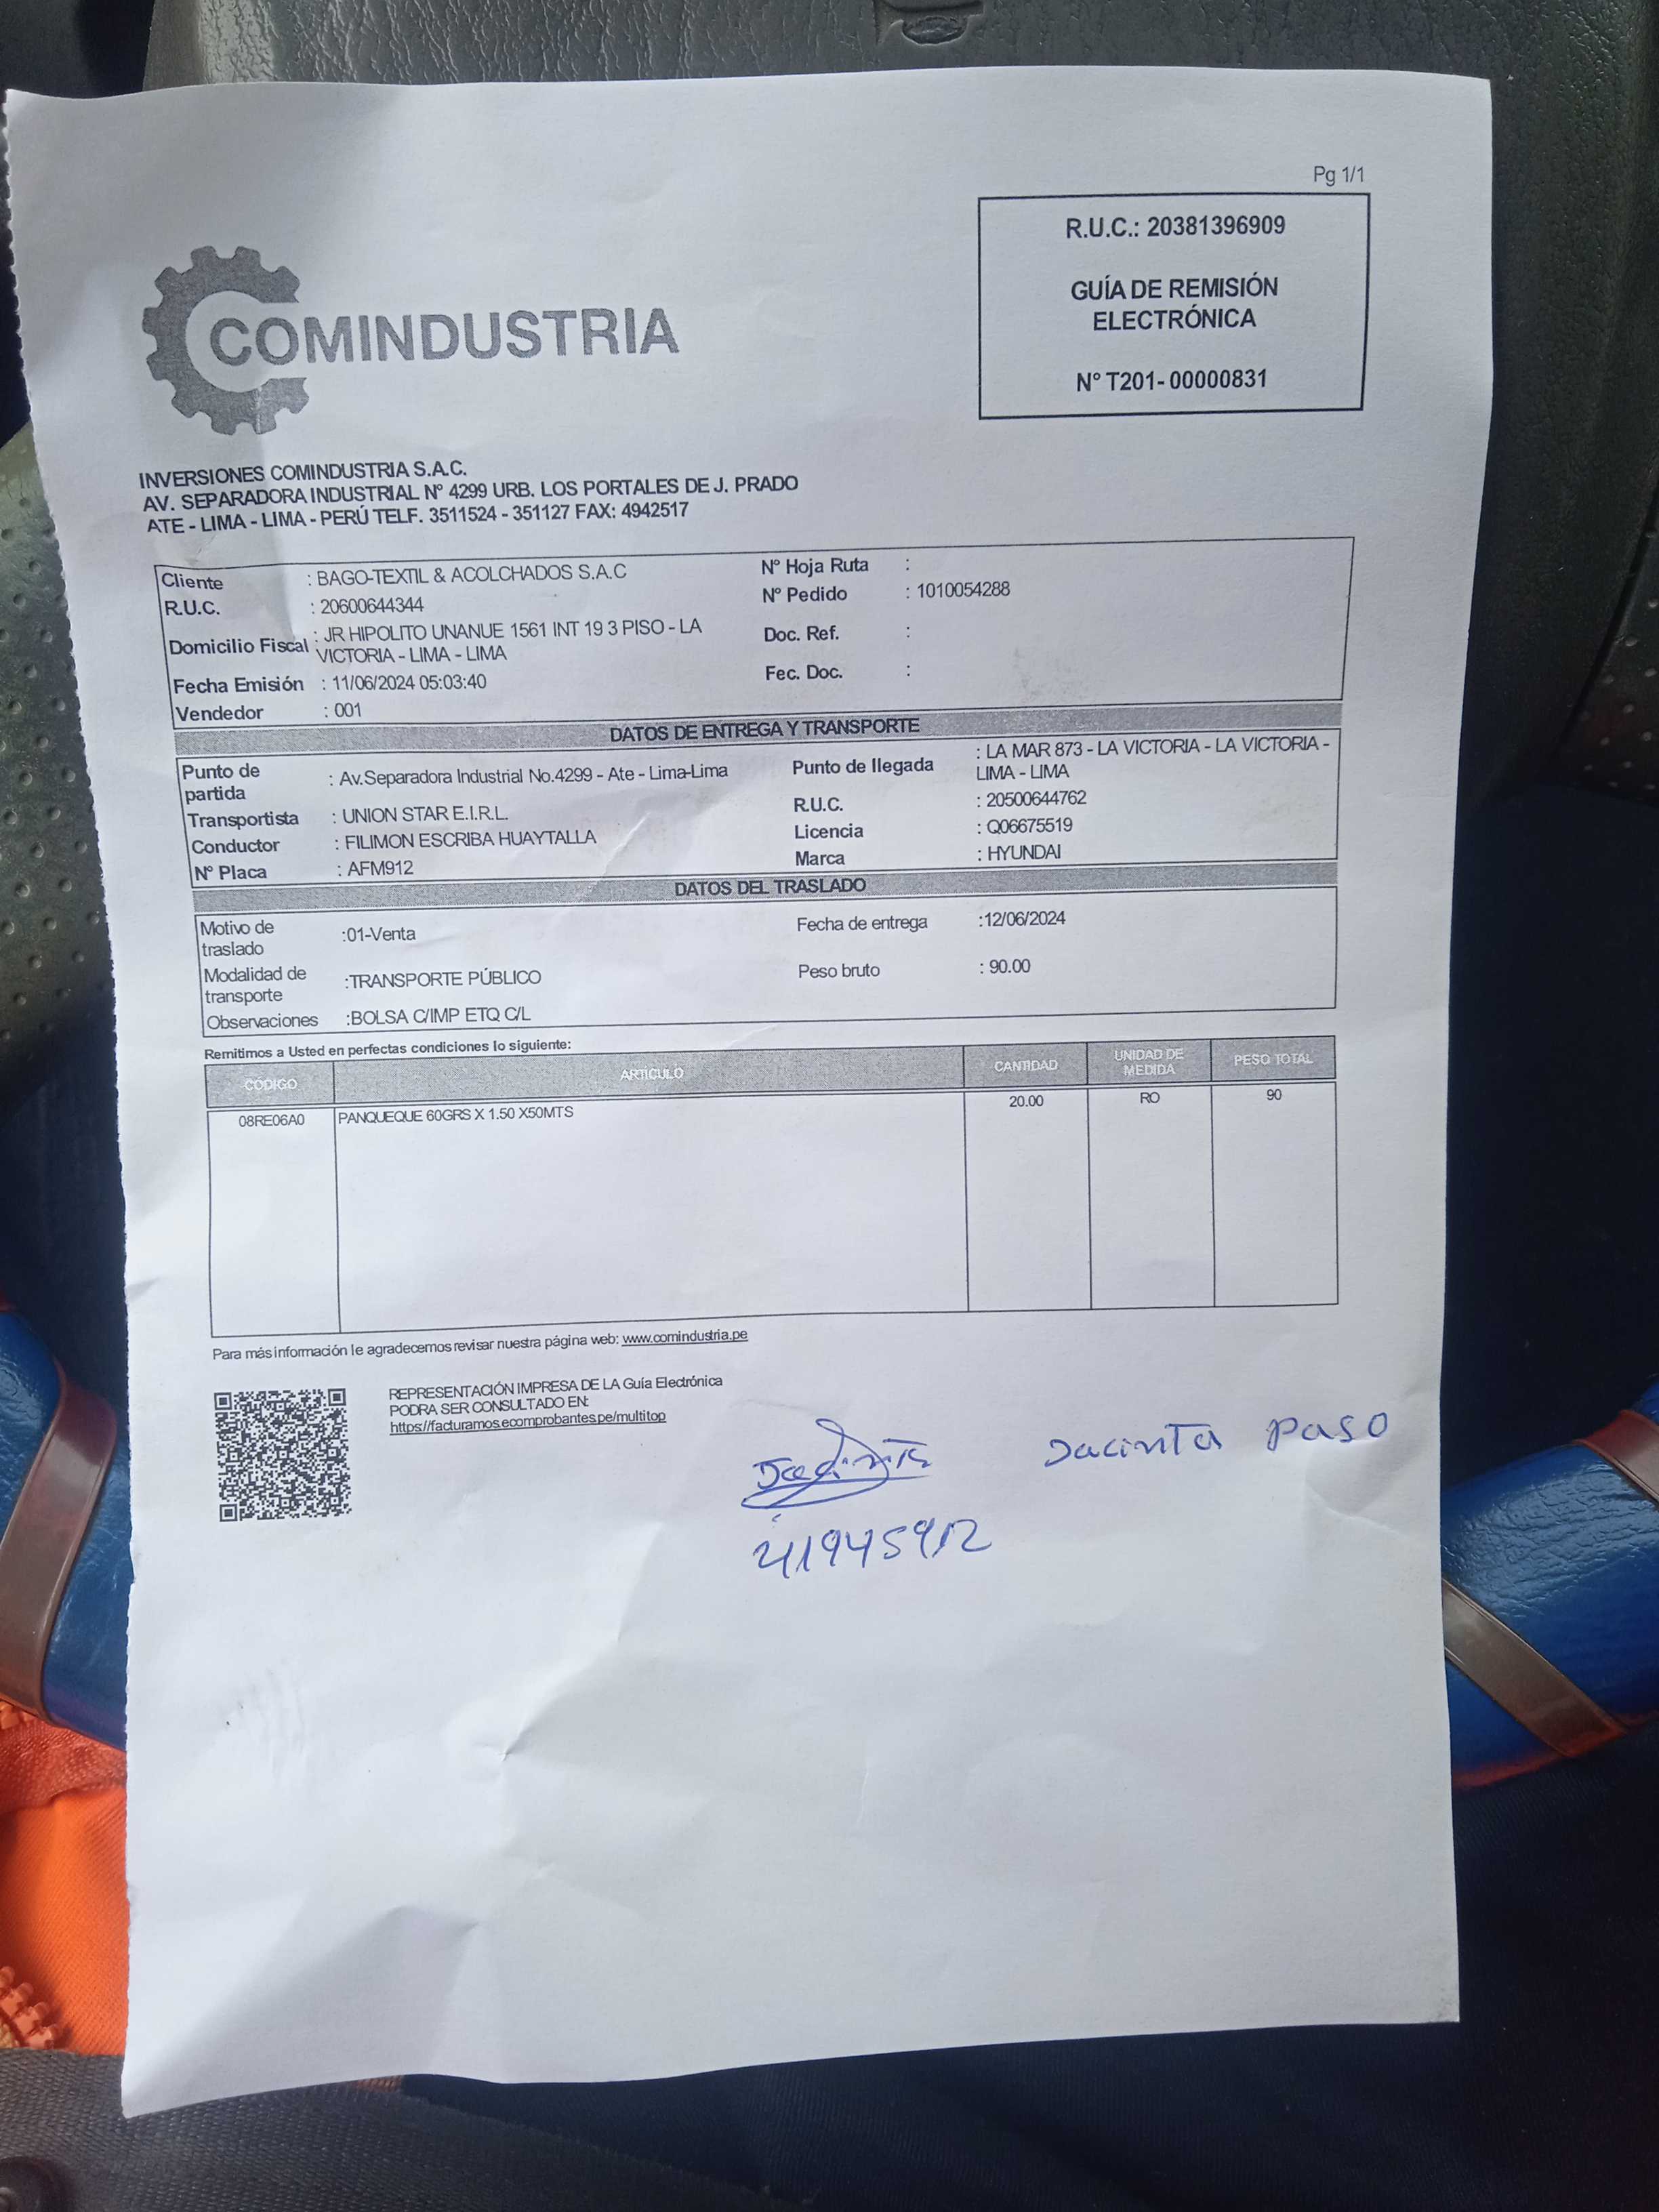 Pg 1/1
R.U.C.: 20381396909
GUÍA DE REMISIÓN
ELECTRÓNICA
N° T201- 00000831
COMINDUSTRIA
INVERSIONES COMINDUSTRIA S.A.C.
AV. SEPARADORA INDUSTRIAL Nº 4299 URB. LOS PORTALES DE J. PRADO
ATE - LIMA - LIMA - PERÚ TELF. 3511524 - 351127 FAX: 4942517
Cliente : BAGO-TEXTIL & ACOLCHADOS S.A.C
R.U.C. : 20600644344
Domicilio Fiscal : JR HIPOLITO UNANUE 1561 INT 19 3 PISO - LA
VICTORIA - LIMA - LIMA
Fecha Emisión : 11/06/2024 05:03:40
Vendedor : 001
Nº Hoja Ruta :
Nº Pedido : 1010054288
Doc. Ref. :
Fec. Doc. :
DATOS DE ENTREGA Y TRANSPORTE
Punto de
partida : Av.Separadora Industrial No.4299 - Ate - Lima-Lima
Transportista : UNION STAR E.I.R.L.
Conductor : FILIMON ESCRIBA HUAYTALLA
Nº Placa : AFM912
Punto de llegada : LA MAR 873 - LA VICTORIA - LA VICTORIA -
LIMA - LIMA
R.U.C. : 20500644762
Licencia : Q06675519
Marca : HYUNDAI
DATOS DEL TRASLADO
Motivo de
traslado :01-Venta
Modalidad de
transporte :TRANSPORTE PÚBLICO
Observaciones :BOLSA C/IMP ETQ C/L
Fecha de entrega :12/06/2024
Peso bruto : 90.00
Remitimos a Usted en perfectas condiciones lo siguiente:
CÓDIGO ARTICULO CANTIDAD UNIDAD DE MEDIDA PESO TOTAL
08RE06A0 PANQUEQUE 60GRS X 1.50 X50MTS 20.00 RO 90
Para más información le agradecemos revisar nuestra página web: www.comindustria.pe
REPRESENTACIÓN IMPRESA DE LA Guía Electrónica
PODRA SER CONSULTADO EN:
https://facturamos.ecomprobantes.pe/multitop
Jacinta Paso
41945912